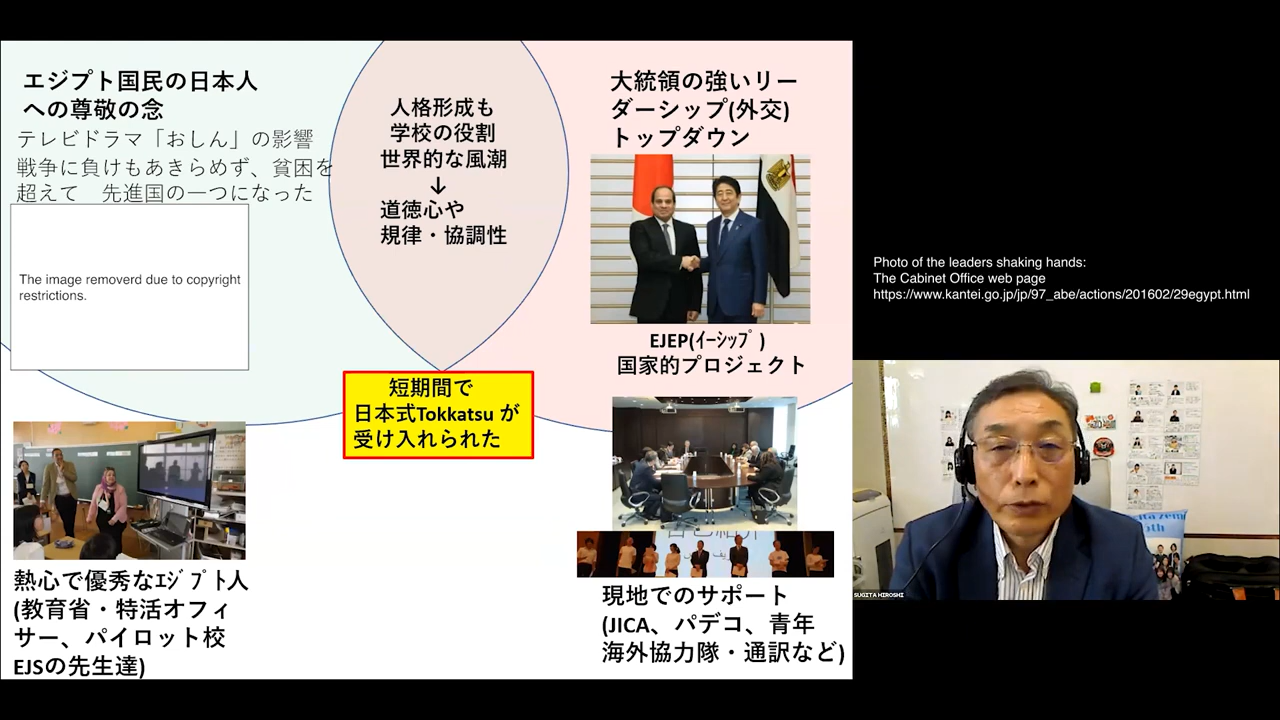 エジプト国民の日本人
への尊敬の念
テレビドラマ「おしん」の影響
戦争に負けもあきらめず、貧困を
超えて　先進国の一つになった
The image removerd due to copyright
restrictions.
人格形成も
学校の役割
世界的な風潮
↓
道徳心や
規律・協調性
大統領の強いリー
ダーシップ(外交)
トップダウン
EJEP(ｲｰｼｯﾌﾟ)
国家的プロジェクト
短期間で
日本式Tokkatsu が
受け入れられた
熱心で優秀なｴｼﾞﾌﾟﾄ人
(教育省・特活オフィ
サー、パイロット校
EJSの先生達)
現地でのサポート
(JICA、パデコ、青年
海外協力隊・通訳など)
Photo of the leaders shaking hands:
The Cabinet Office web page
https://www.kantei.go.jp/jp/97_abe/actions/201602/29egypt.html
SUGITA HIROSHI